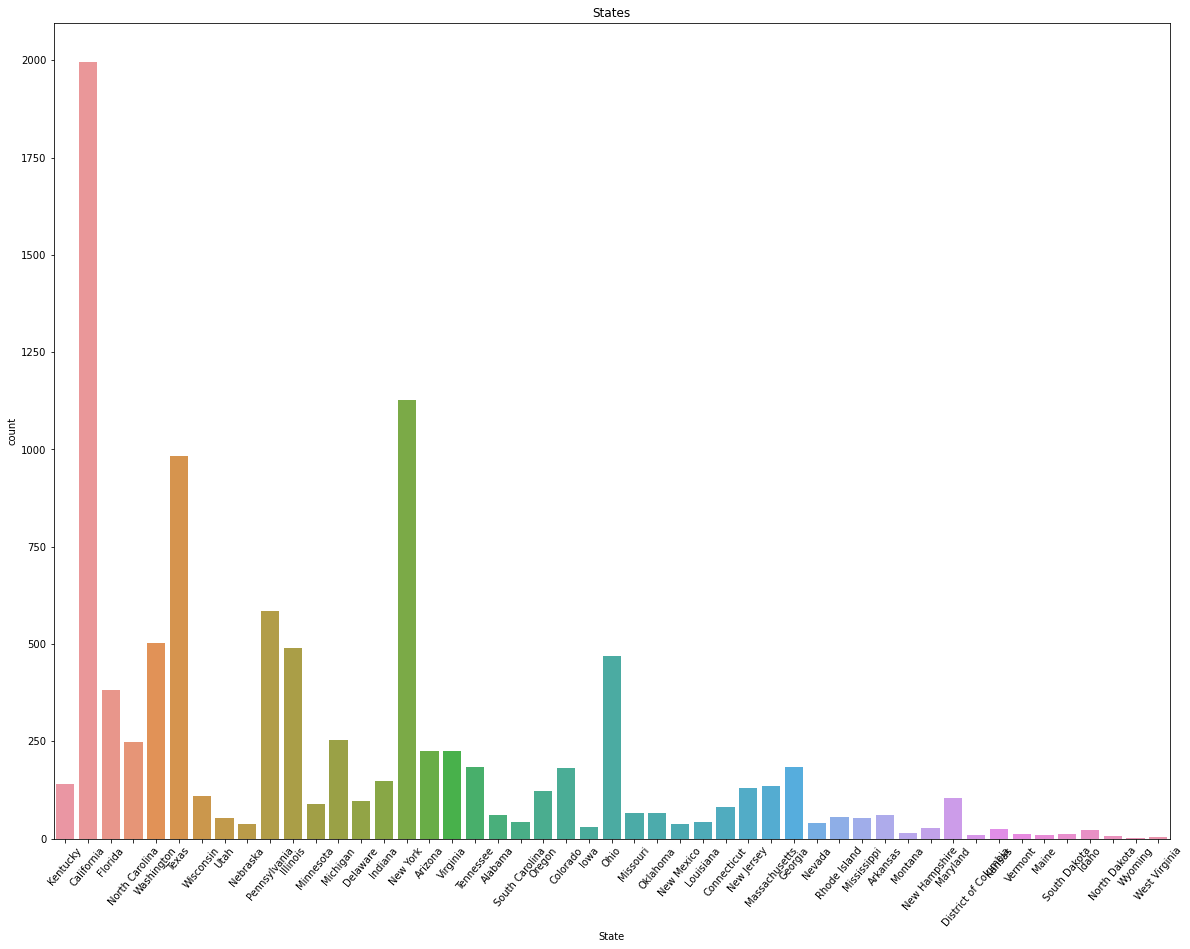 States
2000
1750
1500
1250
1000
750
500
250
0
count
Kentucky
California
Florida
North Carolina
Washington
Texas
Wisconsin
Utah
Nebraska
Pennsylvania
Illinois
Minnesota
Michigan
Delaware
Indiana
New York
Arizona
Virginia
Tennessee
Alabama
South Carolina
Oregon
Colorado
Iowa
Ohio
Missouri
Oklahoma
New Mexico
Louisiana
Connecticut
New Jersey
Massachusetts
Georgia
Nevada
Rhode Island
Mississippi
Arkansas
Montana
New Hampshire
Maryland
District of Columbia
Kansas
Vermont
Maine
South Dakota
Idaho
North Dakota
Wyoming
West Virginia
State